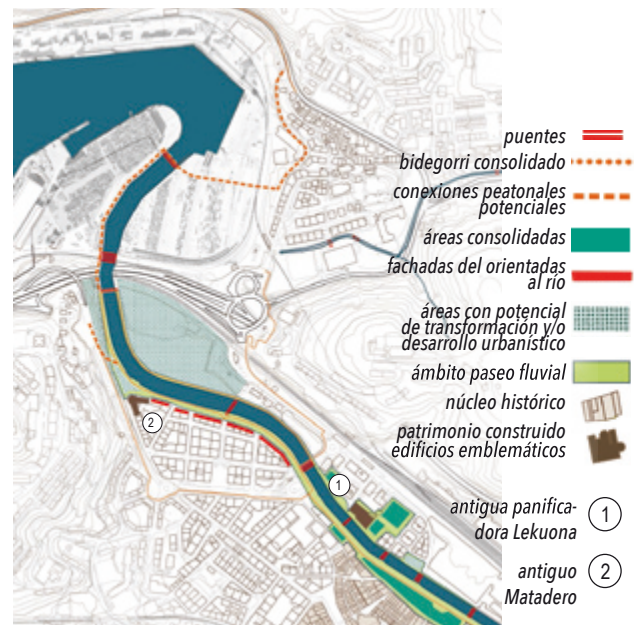 puentes
bidegorri consolidado
conexiones peatonales
potenciales
áreas consolidadas
fachadas del orientadas
al río
áreas con potencial
de transformación y/o
desarrollo urbanístico
ámbito paseo fluvial
núcleo histórico
patrimonio construido
edificios emblemáticos
antigua panifica-
dora Lekuona
1
antiguo
Matadero
2
2
1